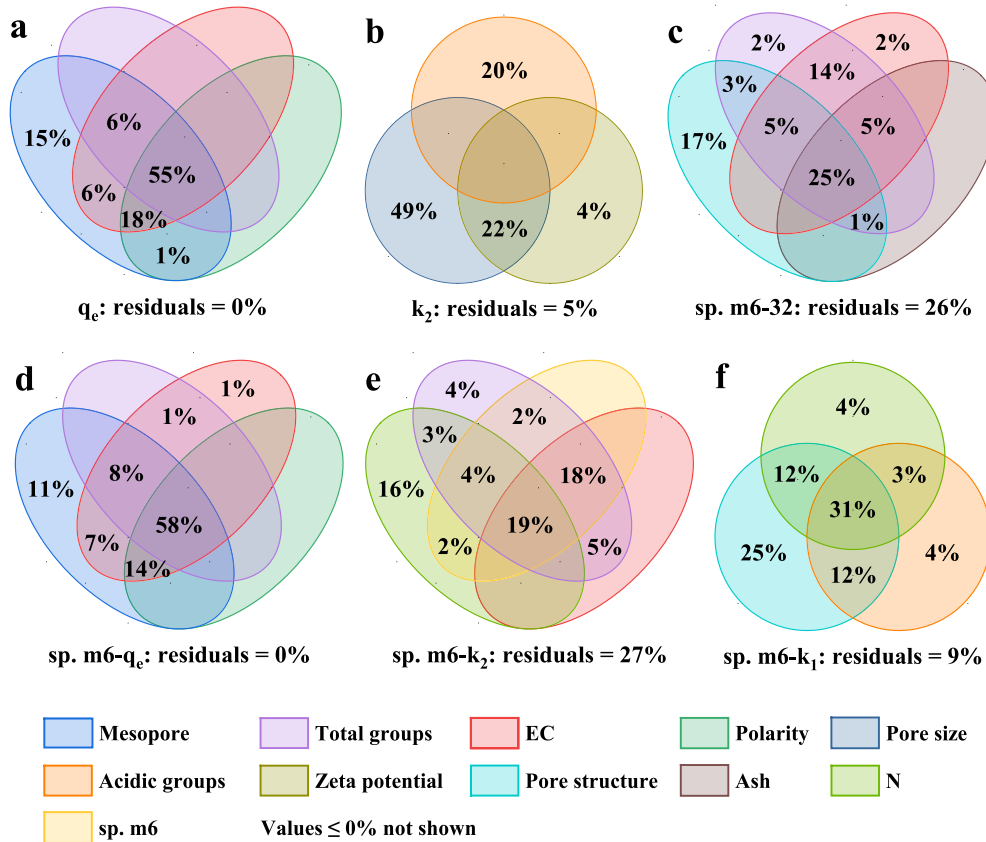 a
b
c
15%
6%
55%
6%
18%
1%
20%
49%
22%
4%
2%
2%
3%
14%
17%
5%
5%
25%
1%
qₑ: residuals = 0%
k₂: residuals = 5%
sp. m6-32: residuals = 26%
d
e
f
1%
1%
11%
8%
58%
7%
14%
4%
2%
3%
16%
4%
18%
19%
2%
5%
4%
12%
3%
31%
25%
4%
12%
sp. m6-qₑ: residuals = 0%
sp. m6-k₂: residuals = 27%
sp. m6-k₁: residuals = 9%
Mesopore
Total groups
EC
Polarity
Pore size
Acidic groups
Zeta potential
Pore structure
Ash
N
sp. m6
Values ≤ 0% not shown